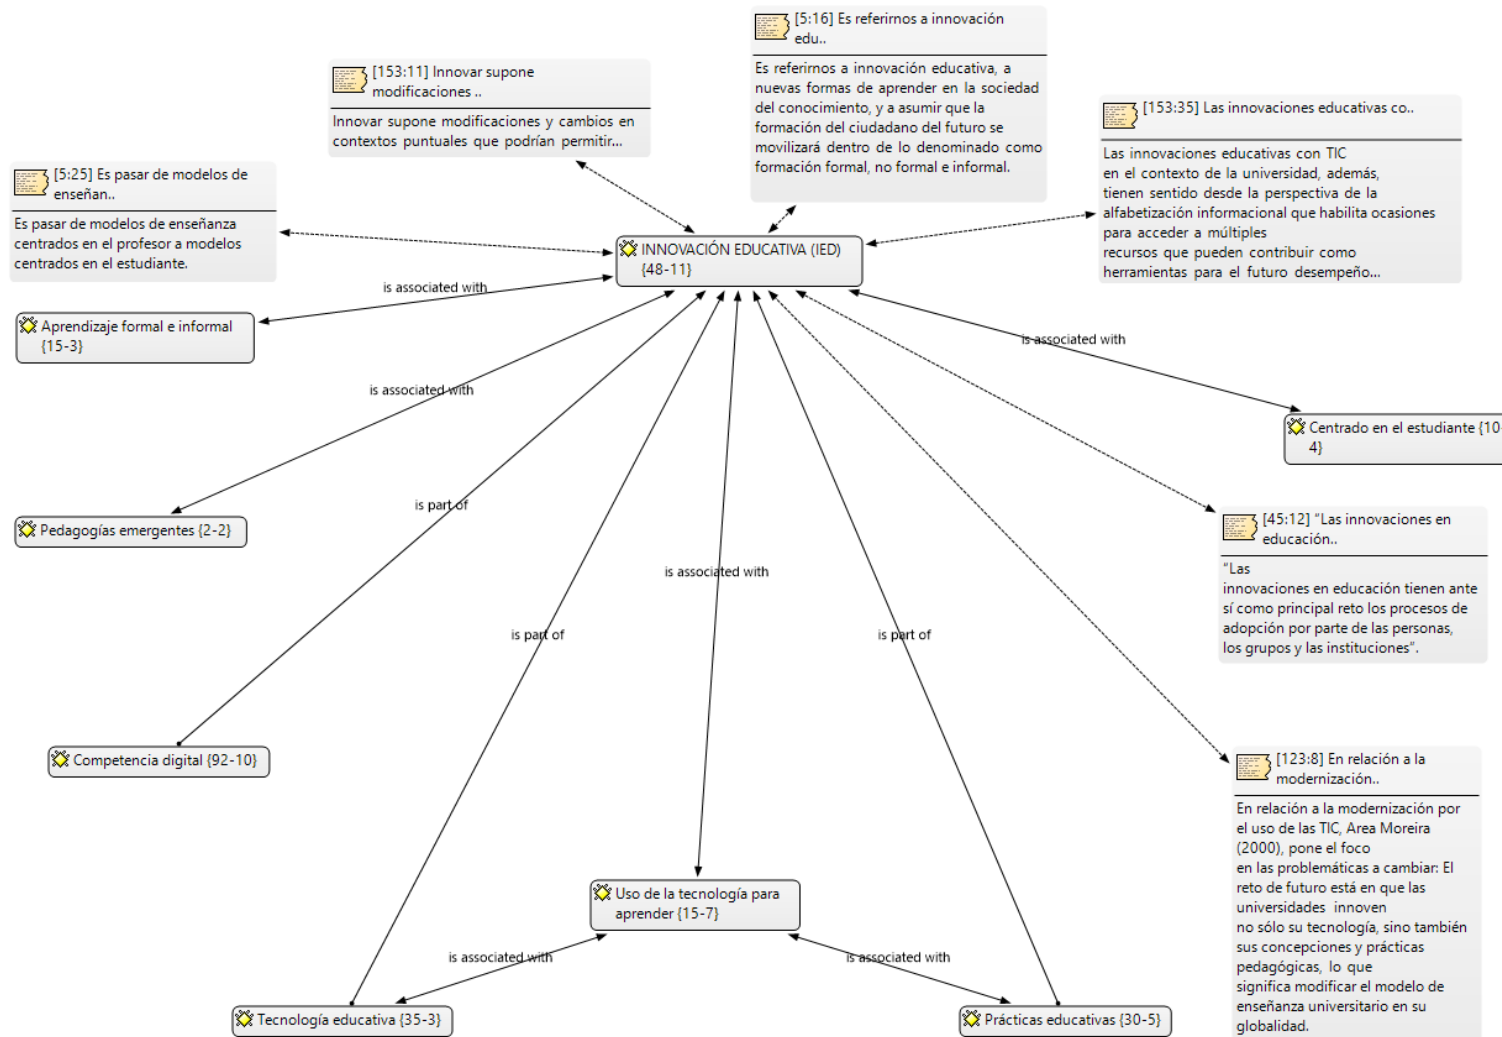 [5:16] Es referirnos a innovación
edu..
Es referirnos a innovación educativa, a
nuevas formas de aprender en la sociedad
del conocimiento, y a asumir que la
formación del ciudadano del futuro se
movilizará dentro de lo denominado como
formación formal, no formal e informal.
[153:11] Innovar supone
modificaciones ..
Innovar supone modificaciones y cambios en
contextos puntuales que podrían permitir...
[153:35] Las innovaciones educativas co..
Las innovaciones educativas con TIC
en el contexto de la universidad, además,
tienen sentido desde la perspectiva de la
alfabetización informacional que habilita ocasiones
para acceder a múltiples
recursos que pueden contribuir como
herramientas para el futuro desempeño...
[5:25] Es pasar de modelos de
enseñan..
Es pasar de modelos de enseñanza
centrados en el profesor a modelos
centrados en el estudiante.
INNOVACIÓN EDUCATIVA (IED)
{48-11}
is associated with
Aprendizaje formal e informal
{15-3}
is associated with
is associated with
Centrado en el estudiante {10-
4}
Pedagogías emergentes {2-2}
is part of
[45:12] "Las innovaciones en
educación..
"Las
innovaciones en educación tienen ante
sí como principal reto los procesos de
adopción por parte de las personas,
los grupos y las instituciones".
is associated with
is part of
is part of
Competencia digital {92-10}
[123:8] En relación a la
modernización..
En relación a la modernización por
el uso de las TIC, Area Moreira
(2000), pone el foco
en las problemáticas a cambiar: El
reto de futuro está en que las
universidades innoven
no sólo su tecnología, sino también
sus concepciones y prácticas
pedagógicas, lo que
significa modificar el modelo de
enseñanza universitario en su
globalidad.
Uso de la tecnología para
aprender {15-7}
is associated with
is associated with
Tecnología educativa {35-3}
Prácticas educativas {30-5}